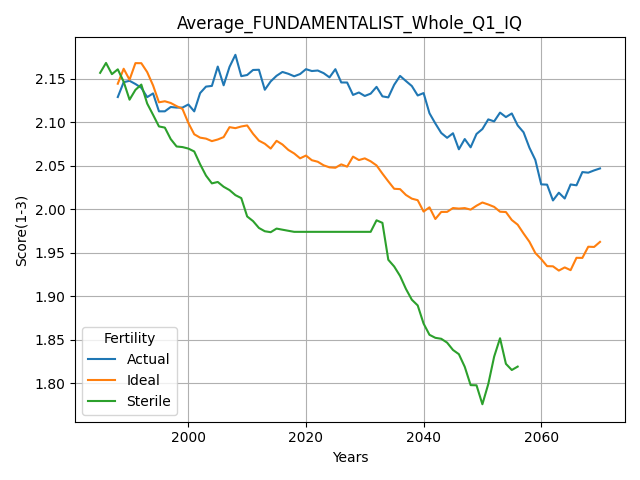 Average_FUNDAMENTALIST_Whole_Q1_IQ
Score(1-3)
2.15
2.10
2.05
2.00
1.95
1.90
1.85
1.80
Fertility
Actual
Ideal
Sterile
2000 2020 2040 2060
Years